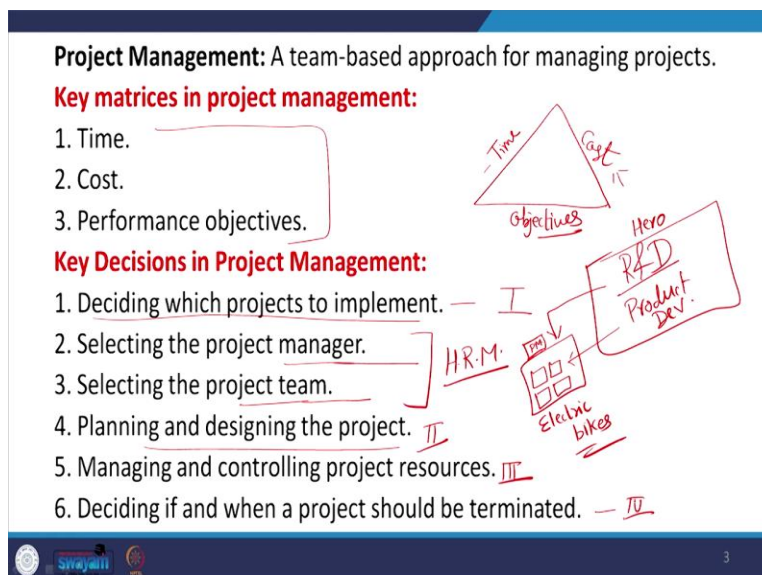 Project Management: A team-based approach for managing projects.
Key matrices in project management:
1. Time.
2. Cost.
3. Performance objectives.
Time
Cost
Objectives
Key Decisions in Project Management:
1. Deciding which projects to implement. — I
2. Selecting the project manager.
3. Selecting the project team.
H.R.M.
4. Planning and designing the project. II
5. Managing and controlling project resources. III
6. Deciding if and when a project should be terminated. — IV
Hero
R&D
Product
Dev.
PM
Electric
bikes
swayam
3